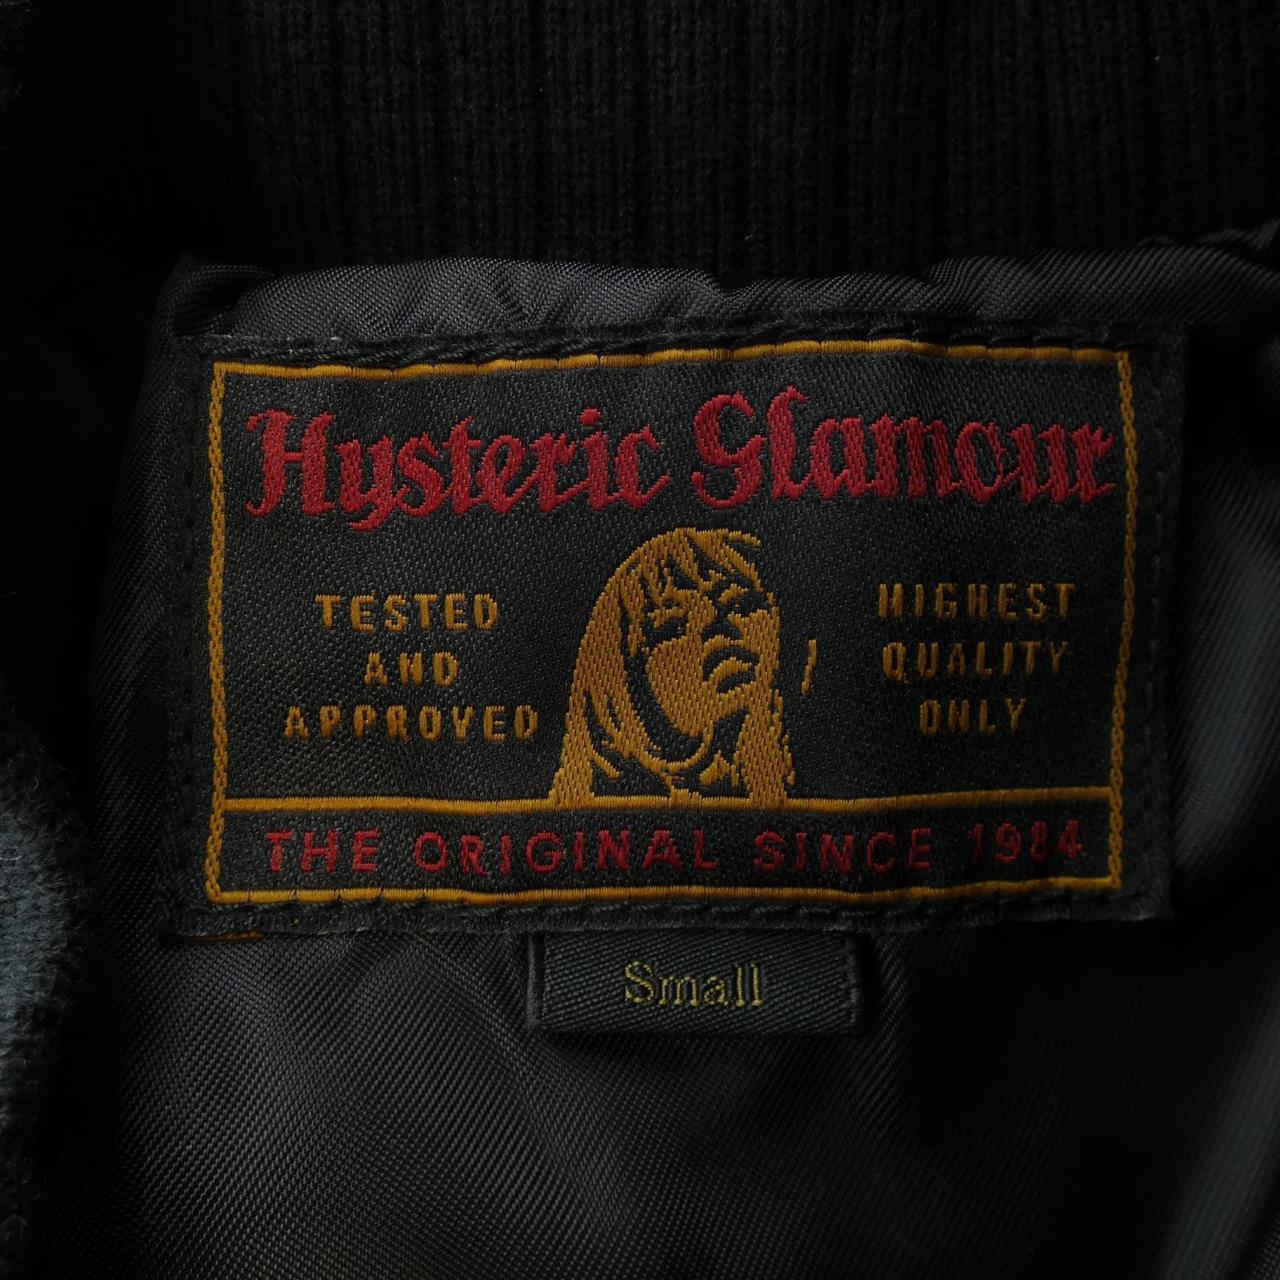 Hysteric Glamour
TESTED
AND
APPROVED
HIGHEST
QUALITY
ONLY
THE ORIGINAL SINCE 1984
Small